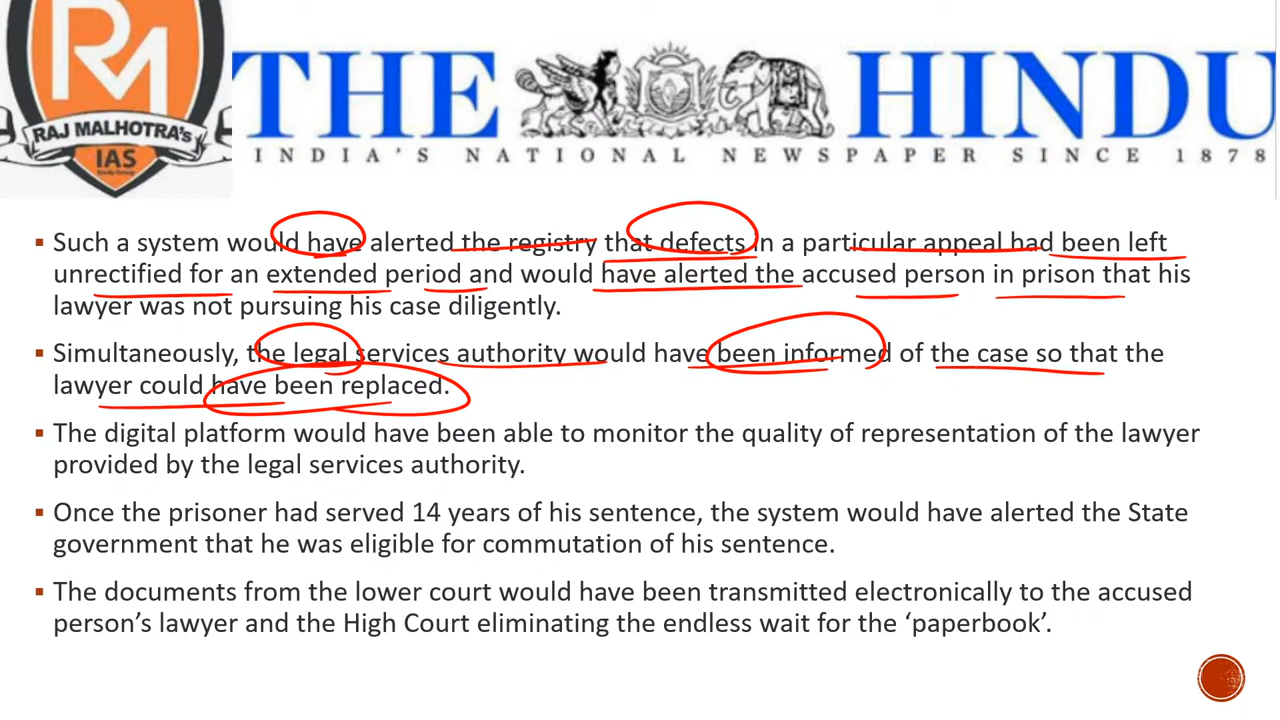 RM
RAJ MALHOTRA's
IAS
Study Group
THE HINDU
INDIA'S NATIONAL NEWSPAPER SINCE 1878
▪ Such a system would have alerted the registry that defects in a particular appeal had been left
unrectified for an extended period and would have alerted the accused person in prison that his
lawyer was not pursuing his case diligently.
▪ Simultaneously, the legal services authority would have been informed of the case so that the
lawyer could have been replaced.
▪ The digital platform would have been able to monitor the quality of representation of the lawyer
provided by the legal services authority.
▪ Once the prisoner had served 14 years of his sentence, the system would have alerted the State
government that he was eligible for commutation of his sentence.
▪ The documents from the lower court would have been transmitted electronically to the accused
person’s lawyer and the High Court eliminating the endless wait for the ‘paperbook’.